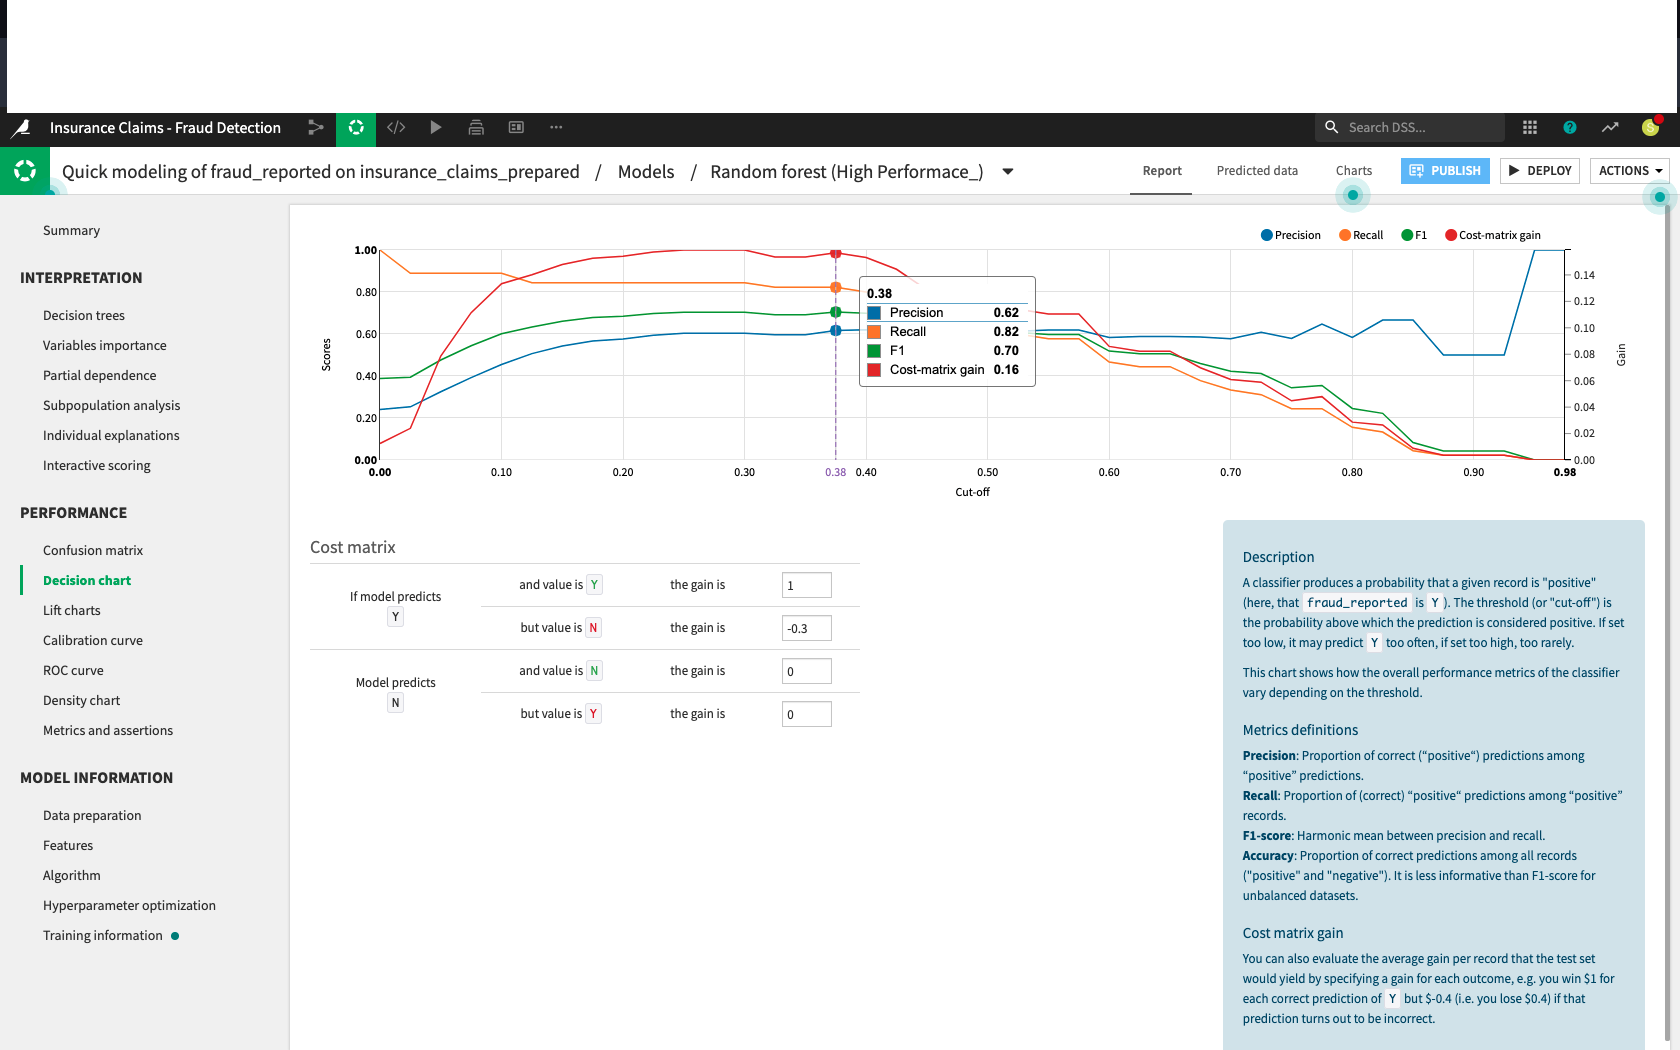 Insurance Claims - Fraud Detection
Search DSS...
?
S
Quick modeling of fraud_reported on insurance_claims_prepared / Models / Random forest (High Performace_)
Report
Predicted data
Charts
PUBLISH
DEPLOY
ACTIONS
Summary
INTERPRETATION
Decision trees
Variables importance
Partial dependence
Subpopulation analysis
Individual explanations
Interactive scoring
PERFORMANCE
Confusion matrix
Decision chart
Lift charts
Calibration curve
ROC curve
Density chart
Metrics and assertions
MODEL INFORMATION
Data preparation
Features
Algorithm
Hyperparameter optimization
Training information
Precision Recall F1 Cost-matrix gain
1.00
0.80
0.60
0.40
0.20
0.00
Scores
0.14
0.12
0.10
0.08
0.06
0.04
0.02
0.00
Gain
0.38
Precision 0.62
Recall 0.82
F1 0.70
Cost-matrix gain 0.16
0.00 0.10 0.20 0.30 0.38 0.40 0.50 0.60 0.70 0.80 0.90 0.98
Cut-off
Cost matrix
If model predicts
Y
and value is Y the gain is 1
but value is N the gain is -0.3
Model predicts
N
and value is N the gain is 0
but value is Y the gain is 0
Description
A classifier produces a probability that a given record is "positive"
(here, that fraud_reported is Y ). The threshold (or "cut-off") is
the probability above which the prediction is considered positive. If set
too low, it may predict Y too often, if set too high, too rarely.
This chart shows how the overall performance metrics of the classifier
vary depending on the threshold.
Metrics definitions
Precision: Proportion of correct (“positive“) predictions among
“positive” predictions.
Recall: Proportion of (correct) “positive“ predictions among “positive”
records.
F1-score: Harmonic mean between precision and recall.
Accuracy: Proportion of correct predictions among all records
("positive" and "negative"). It is less informative than F1-score for
unbalanced datasets.
Cost matrix gain
You can also evaluate the average gain per record that the test set
would yield by specifying a gain for each outcome, e.g. you win $1 for
each correct prediction of Y but $-0.4 (i.e. you lose $0.4) if that
prediction turns out to be incorrect.